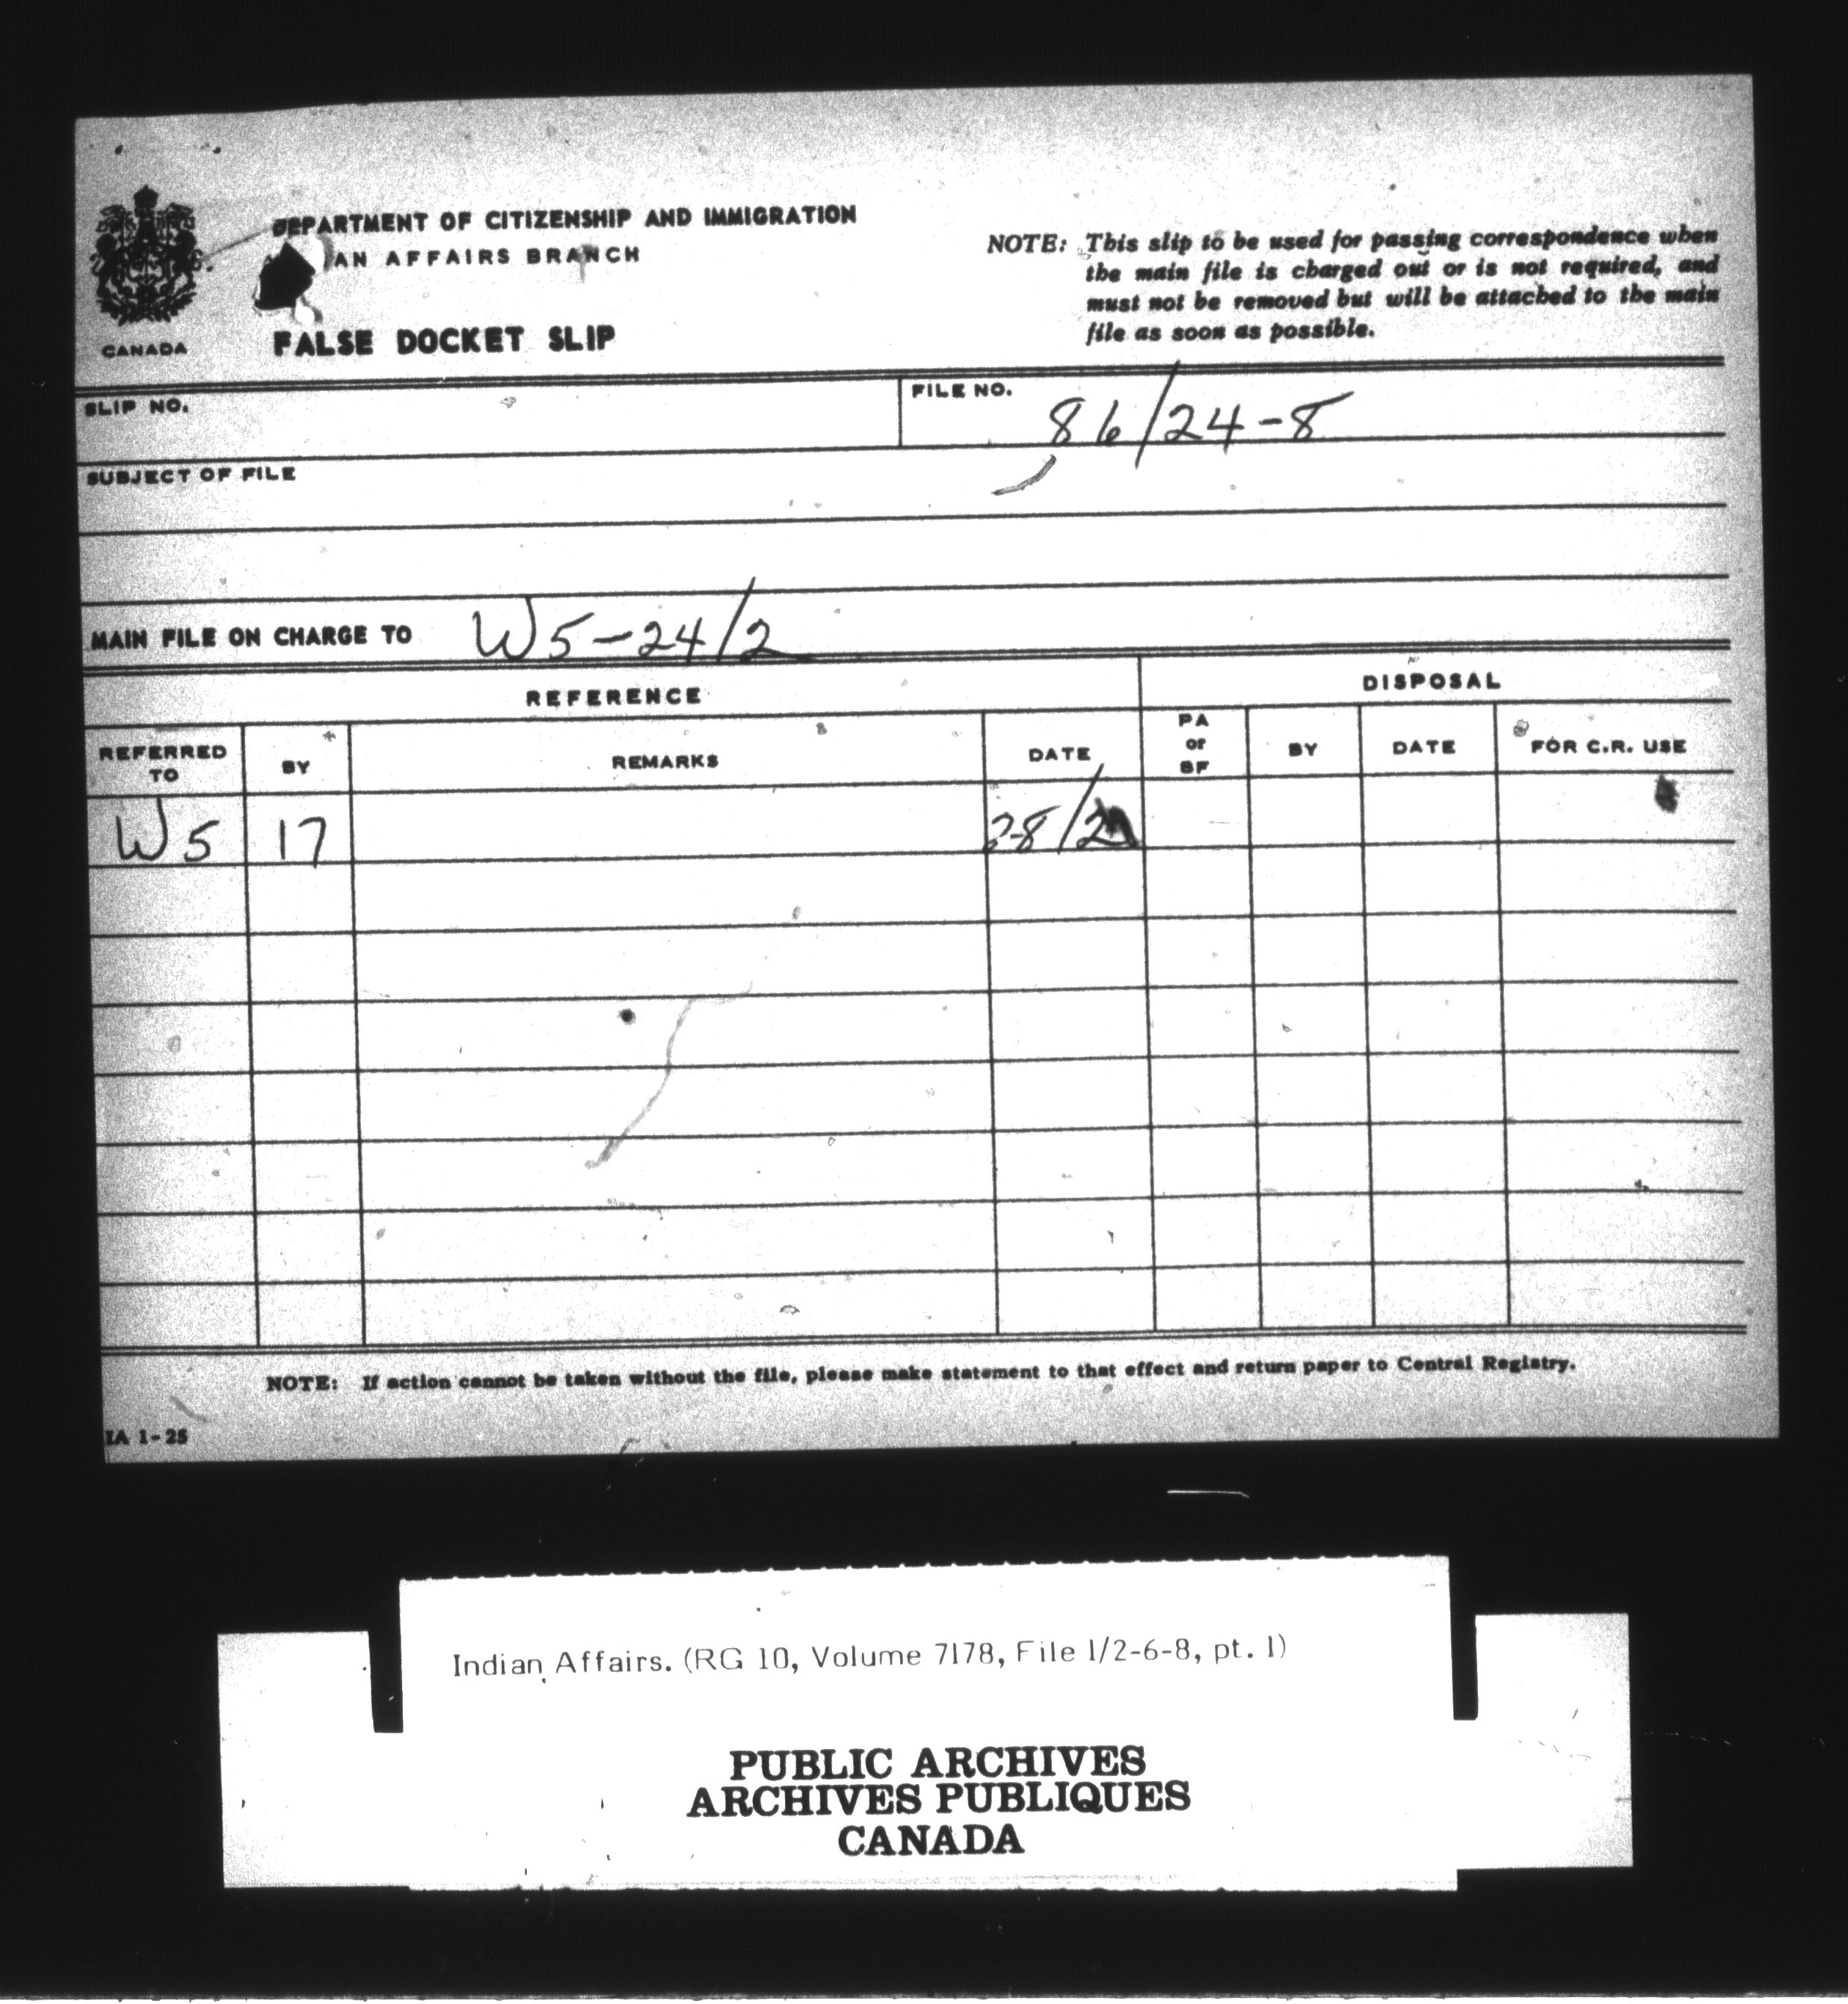 DEPARTMENT OF CITIZENSHIP AND IMMIGRATION
AN AFFAIRS BRANCH
FALSE DOCKET SLIP
CANADA
NOTE: This slip to be used for passing correspondence when
the main file is charged out or is not required, and
must not be removed but will be attached to the main
file as soon as possible.
SLIP NO.
FILE NO. 86/24-8
SUBJECT OF FILE
MAIN FILE ON CHARGE TO W5-24/2
REFERENCE DISPOSAL
REFERRED TO BY REMARKS DATE PA or BF BY DATE FOR C.R. USE
W5 17 28/2
NOTE: If action cannot be taken without the file, please make statement to that effect and return paper to Central Registry.
IA 1-25
Indian Affairs. (RG 10, Volume 7178, File 1/2-6-8, pt. 1)
PUBLIC ARCHIVES
ARCHIVES PUBLIQUES
CANADA